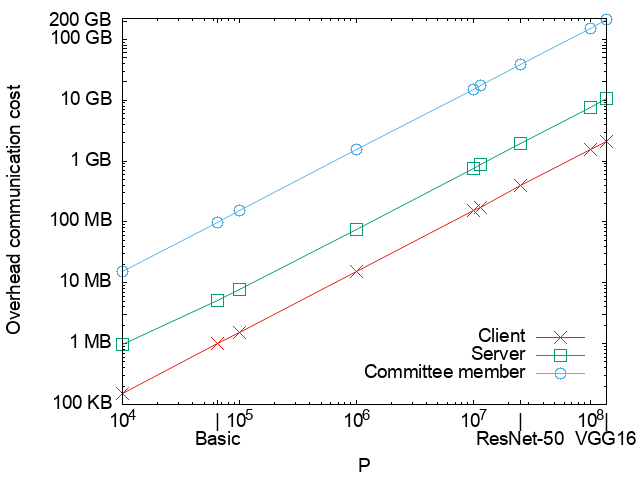 200 GB
100 GB
10 GB
1 GB
100 MB
10 MB
1 MB
100 KB
Overhead communication cost
Client
Server
Committee member
10⁴ 10⁵ 10⁶ 10⁷ 10⁸
Basic ResNet-50 VGG16
P